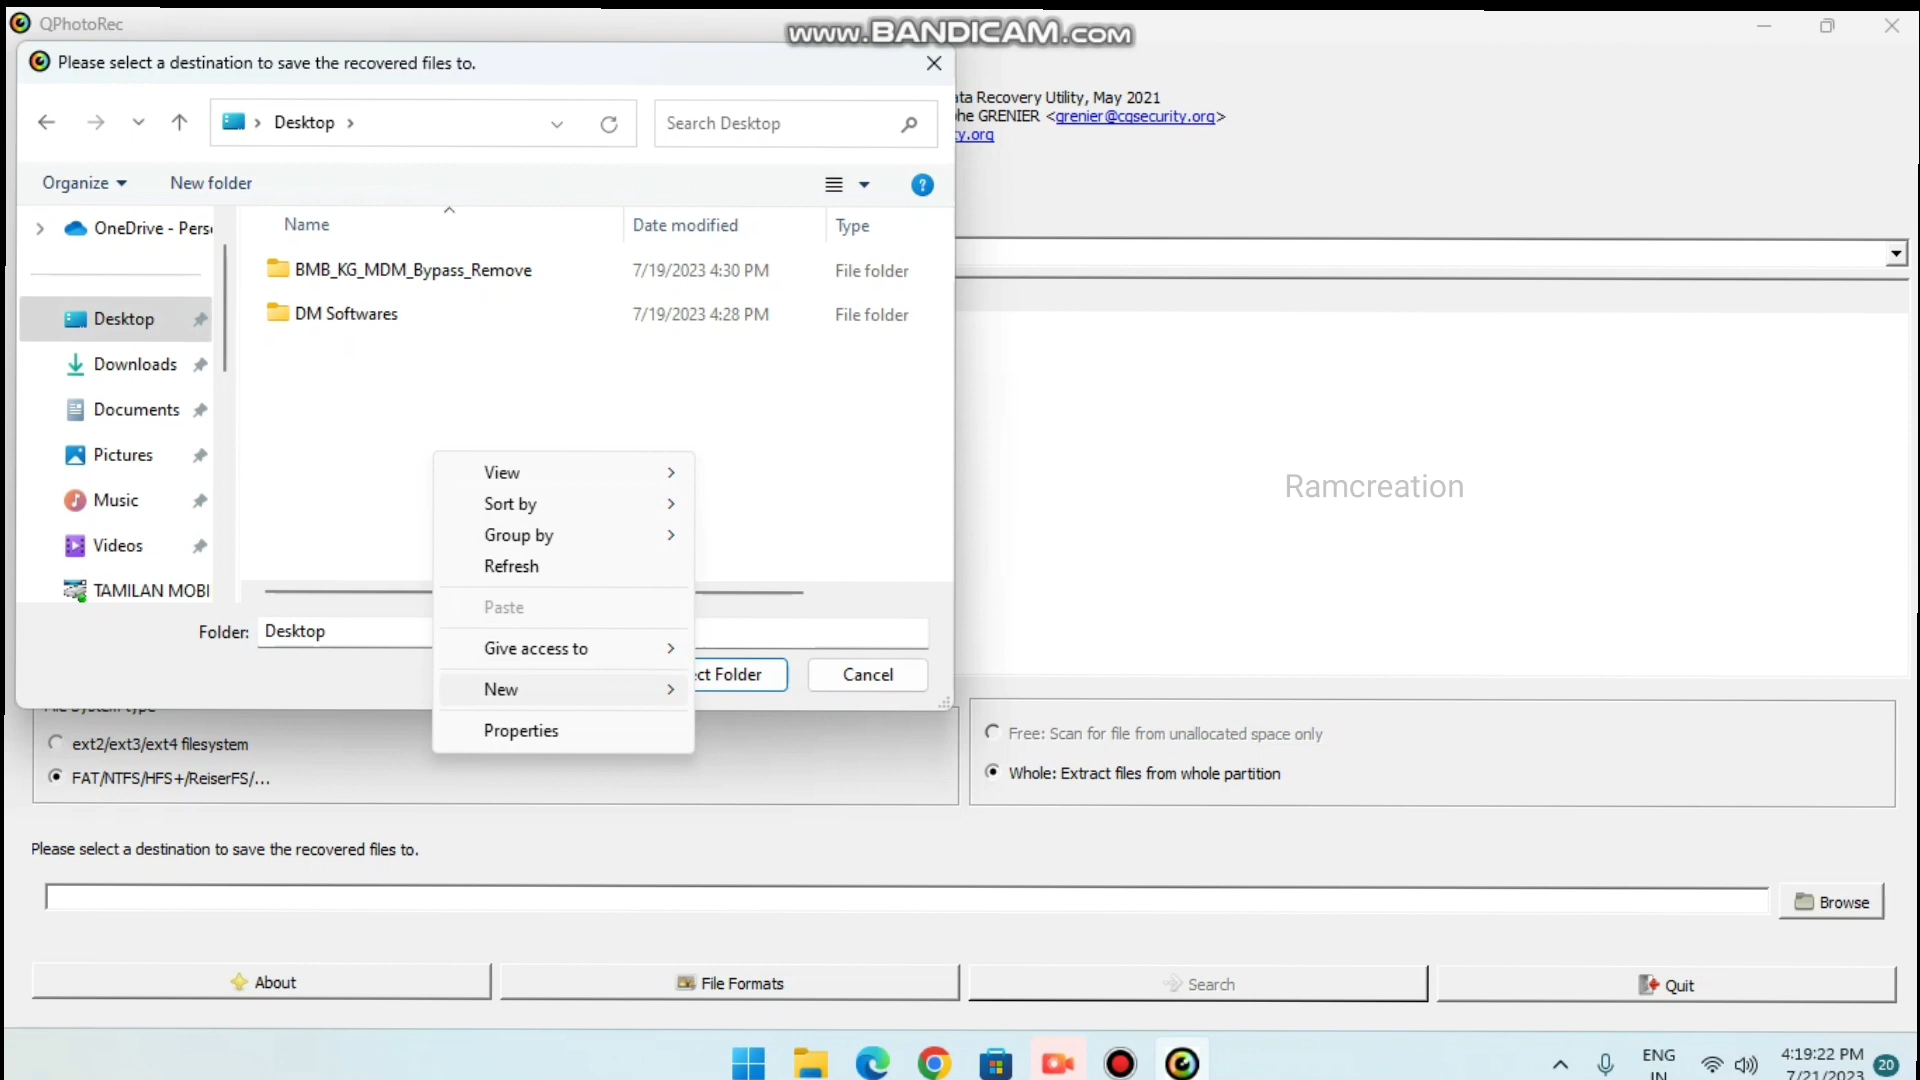 QPhotoRec
www.BANDICAM.com
Please select a destination to save the recovered files to.
Desktop
Search Desktop
Organize
New folder
?
OneDrive - Pers
Name
Date modified
Type
BMB_KG_MDM_Bypass_Remove
7/19/2023 4:30 PM
File folder
DM Softwares
7/19/2023 4:28 PM
File folder
Desktop
Downloads
Documents
Pictures
Music
Videos
TAMILAN MOBI
View
Sort by
Group by
Refresh
Paste
Give access to
New
Properties
Folder:
Desktop
ct Folder
Cancel
ata Recovery Utility, May 2021
he GRENIER <grenier@cgsecurity.org>
ty.org
Ramcreation
ext2/ext3/ext4 filesystem
FAT/NTFS/HFS+/ReiserFS/...
Free: Scan for file from unallocated space only
Whole: Extract files from whole partition
Please select a destination to save the recovered files to.
Browse
About
File Formats
Search
Quit
ENG
IN
4:19:22 PM
7/21/2023
20